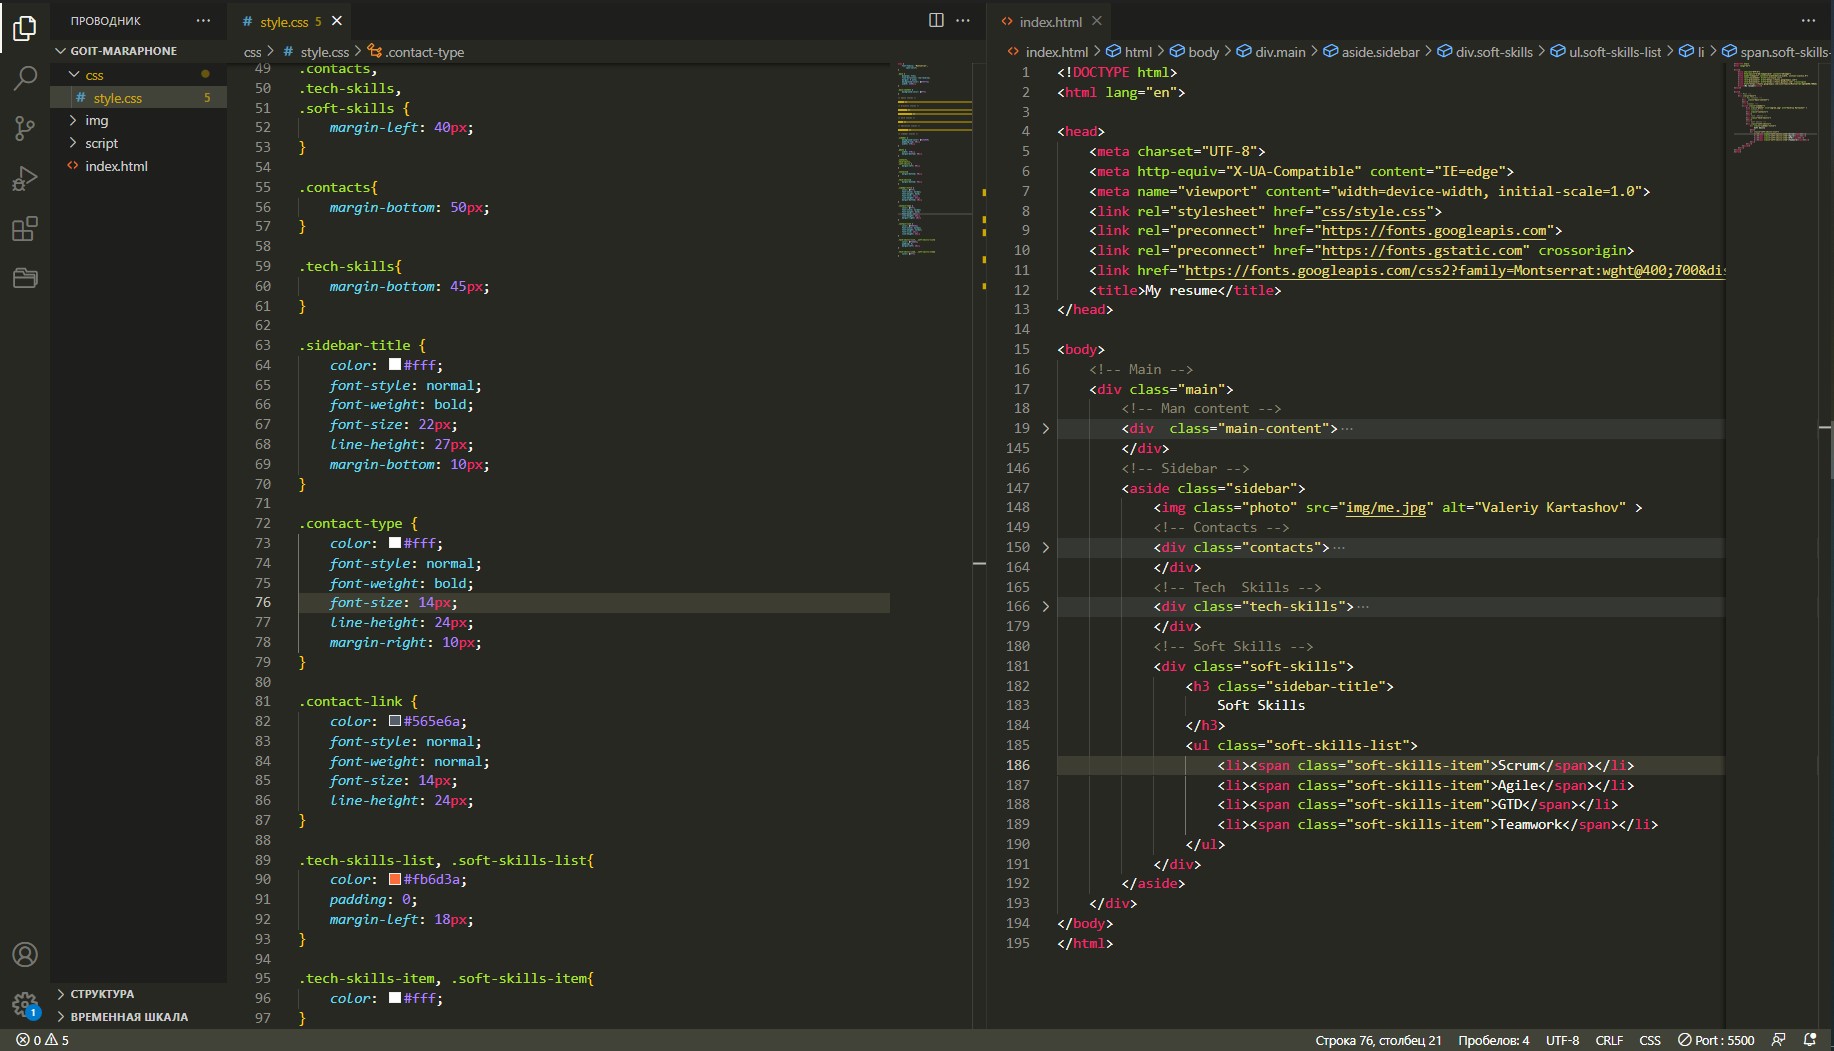 ПРОВОДНИК
GOIT-MARAPHONE
css
# style.css 5
img
script
<> index.html
СТРУКТУРА
ВРЕМЕННАЯ ШКАЛА
# style.css 5
css > # style.css > .contact-type
49 .contacts,
50 .tech-skills,
51 .soft-skills {
52 margin-left: 40px;
53 }
54
55 .contacts{
56 margin-bottom: 50px;
57 }
58
59 .tech-skills{
60 margin-bottom: 45px;
61 }
62
63 .sidebar-title {
64 color: #fff;
65 font-style: normal;
66 font-weight: bold;
67 font-size: 22px;
68 line-height: 27px;
69 margin-bottom: 10px;
70 }
71
72 .contact-type {
73 color: #fff;
74 font-style: normal;
75 font-weight: bold;
76 font-size: 14px;
77 line-height: 24px;
78 margin-right: 10px;
79 }
80
81 .contact-link {
82 color: #565e6a;
83 font-style: normal;
84 font-weight: normal;
85 font-size: 14px;
86 line-height: 24px;
87 }
88
89 .tech-skills-list, .soft-skills-list{
90 color: #fb6d3a;
91 padding: 0;
92 margin-left: 18px;
93 }
94
95 .tech-skills-item, .soft-skills-item{
96 color: #fff;
97 }
<> index.html
<> index.html > html > body > div.main > aside.sidebar > div.soft-skills > ul.soft-skills-list > li > span.soft-skills-
1 <!DOCTYPE html>
2 <html lang="en">
3
4 <head>
5 <meta charset="UTF-8">
6 <meta http-equiv="X-UA-Compatible" content="IE=edge">
7 <meta name="viewport" content="width=device-width, initial-scale=1.0">
8 <link rel="stylesheet" href="css/style.css">
9 <link rel="preconnect" href="https://fonts.googleapis.com">
10 <link rel="preconnect" href="https://fonts.gstatic.com" crossorigin>
11 <link href="https://fonts.googleapis.com/css2?family=Montserrat:wght@400;700&dis
12 <title>My resume</title>
13 </head>
14
15 <body>
16 <!-- Main -->
17 <div class="main">
18 <!-- Man content -->
19 <div  class="main-content">···
145 </div>
146 <!-- Sidebar -->
147 <aside class="sidebar">
148 <img class="photo" src="img/me.jpg" alt="Valeriy Kartashov" >
149 <!-- Contacts -->
150 <div class="contacts">···
164 </div>
165 <!-- Tech  Skills -->
166 <div class="tech-skills">···
179 </div>
180 <!-- Soft Skills -->
181 <div class="soft-skills">
182 <h3 class="sidebar-title">
183 Soft Skills
184 </h3>
185 <ul class="soft-skills-list">
186 <li><span class="soft-skills-item">Scrum</span></li>
187 <li><span class="soft-skills-item">Agile</span></li>
188 <li><span class="soft-skills-item">GTD</span></li>
189 <li><span class="soft-skills-item">Teamwork</span></li>
190 </ul>
191 </div>
192 </aside>
193 </div>
194 </body>
195 </html>
1
0 5 Строка 76, столбец 21 Пробелов: 4 UTF-8 CRLF CSS Port : 5500